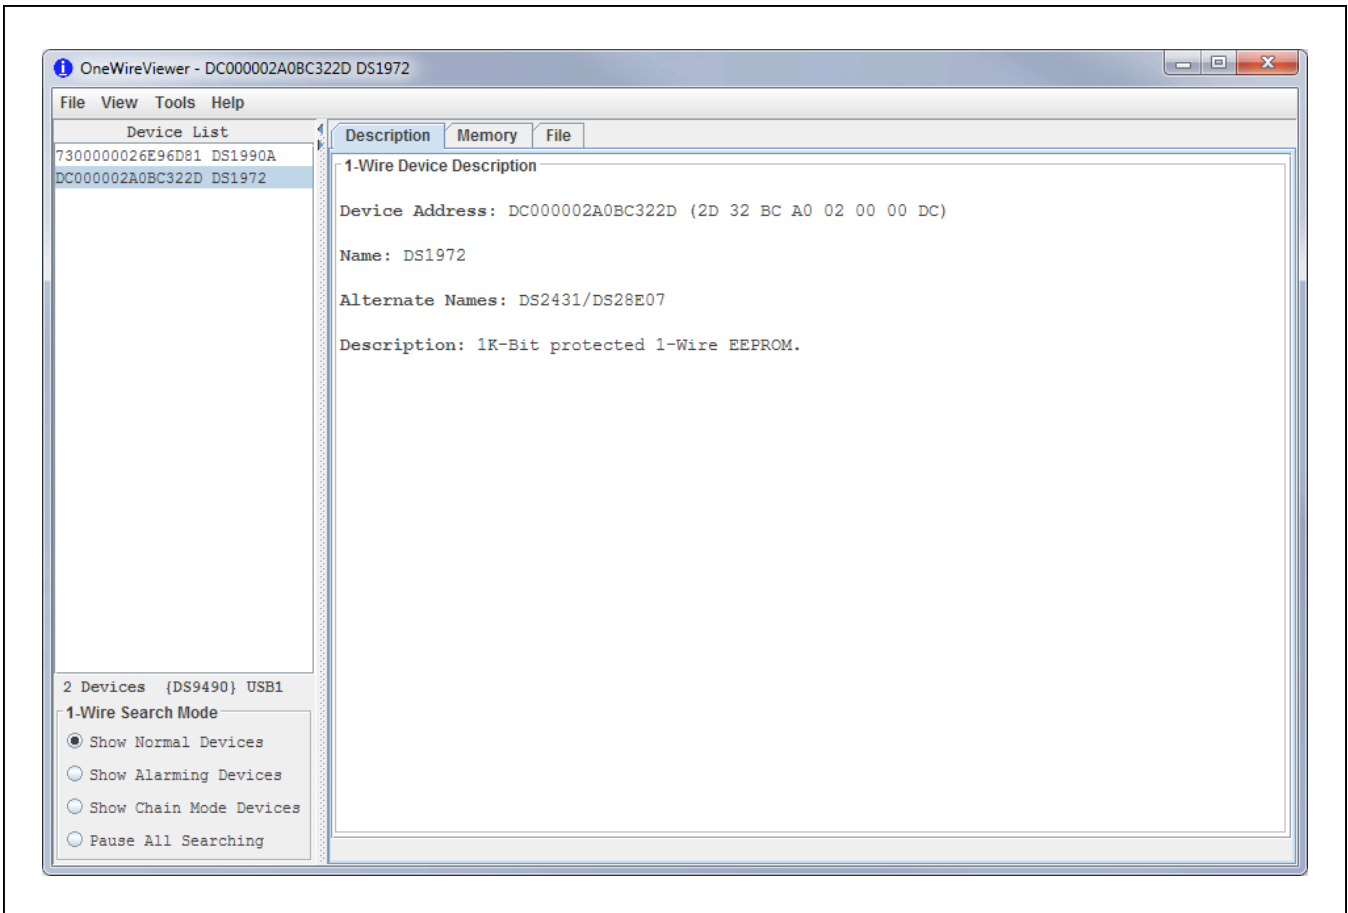 OneWireViewer - DC000002A0BC322D DS1972
File View Tools Help
Device List
7300000026E96D81 DS1990A
DC000002A0BC322D DS1972
2 Devices {DS9490} USB1
1-Wire Search Mode
Show Normal Devices
Show Alarming Devices
Show Chain Mode Devices
Pause All Searching
Description Memory File
1-Wire Device Description
Device Address: DC000002A0BC322D (2D 32 BC A0 02 00 00 DC)
Name: DS1972
Alternate Names: DS2431/DS28E07
Description: 1K-Bit protected 1-Wire EEPROM.